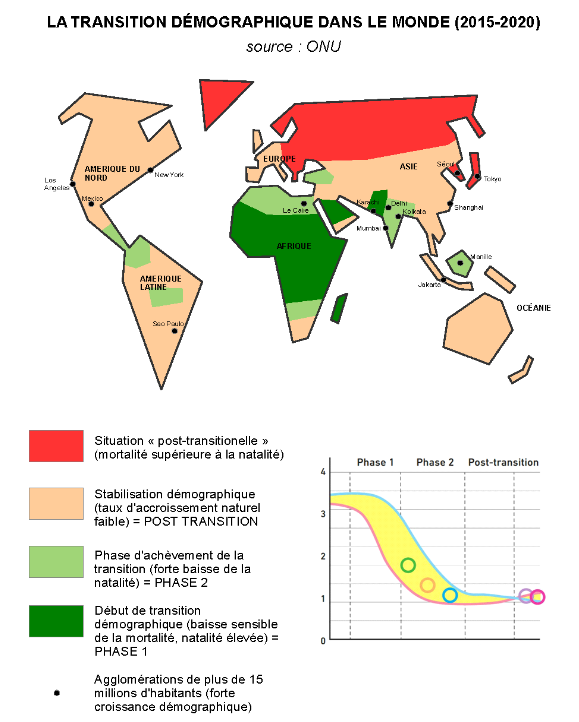 LA TRANSITION DÉMOGRAPHIQUE DANS LE MONDE (2015-2020)
source : ONU
AMERIQUE DU
NORD
Los
Angeles
New York
Mexico
EUROPE
ASIE
Séoul
Tokyo
Le Caire
Karachi
Delhi
Kolkata
Shanghai
Mumbai
AFRIQUE
Manille
AMERIQUE
LATINE
Jakarta
OCÉANIE
Sao Paulo
Situation « post-transitionelle »
(mortalité supérieure à la natalité)
Stabilisation démographique
(taux d'accroissement naturel
faible) = POST TRANSITION
Phase d'achèvement de la
transition (forte baisse de la
natalité) = PHASE 2
Début de transition
démographique (baisse sensible
de la mortalité, natalité élevée) =
PHASE 1
Agglomérations de plus de 15
millions d'habitants (forte
croissance démographique)
Phase 1 Phase 2 Post-transition
4
3
2
1
0